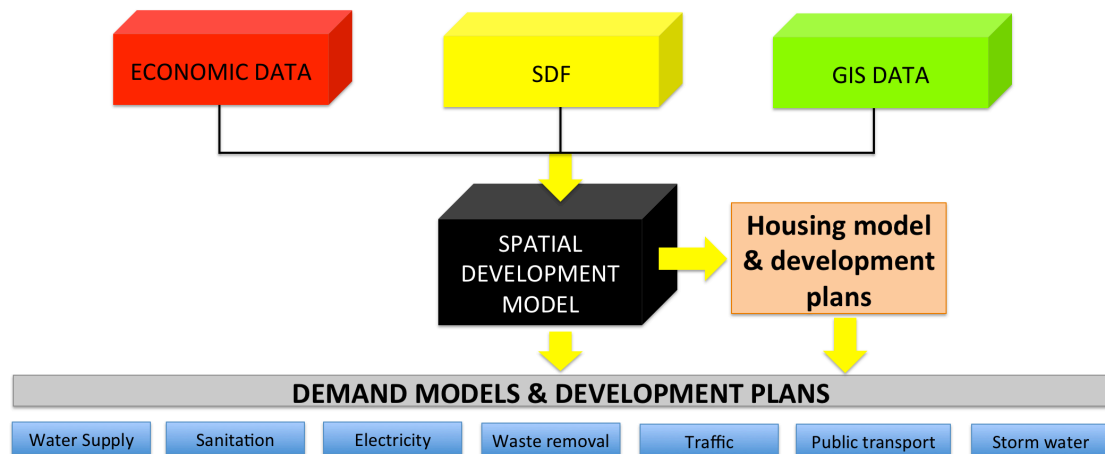 ECONOMIC DATA
SDF
GIS DATA
SPATIAL
DEVELOPMENT
MODEL
Housing model
& development
plans
DEMAND MODELS & DEVELOPMENT PLANS
Water Supply
Sanitation
Electricity
Waste removal
Traffic
Public transport
Storm water